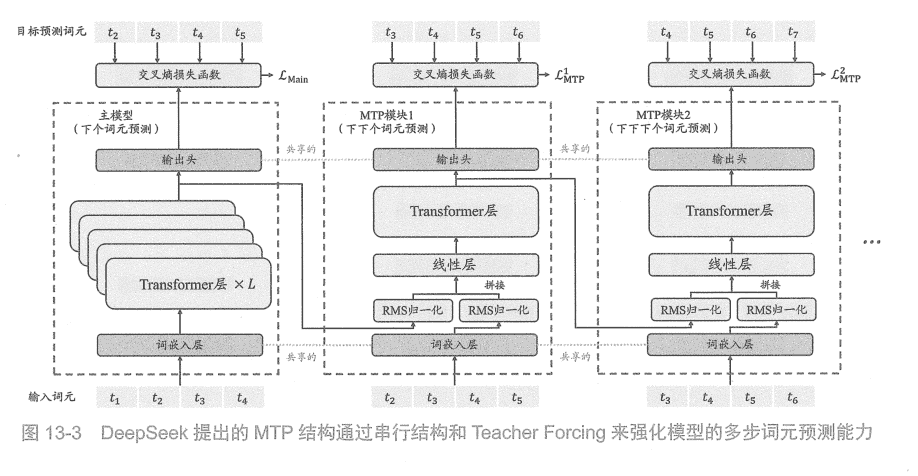 目标预测词元 t2 t3 t4 t5 t3 t4 t5 t6 t4 t5 t6 t7
交叉熵损失函数 ℒMain 交叉熵损失函数 ℒ¹MTP 交叉熵损失函数 ℒ²MTP
主模型 MTP模块1 MTP模块2
(下个词元预测) (下下个词元预测) (下下下个词元预测)
输出头 共享的 输出头 共享的 输出头
Transformer层 Transformer层
...
线性层 线性层
Transformer层 ×L
拼接 拼接
RMS归一化 RMS归一化 RMS归一化 RMS归一化
词嵌入层 共享的 词嵌入层 共享的 词嵌入层
输入词元 t1 t2 t3 t4 t2 t3 t4 t5 t3 t4 t5 t6
图 13-3 DeepSeek 提出的 MTP 结构通过串行结构和 Teacher Forcing 来强化模型的多步词元预测能力